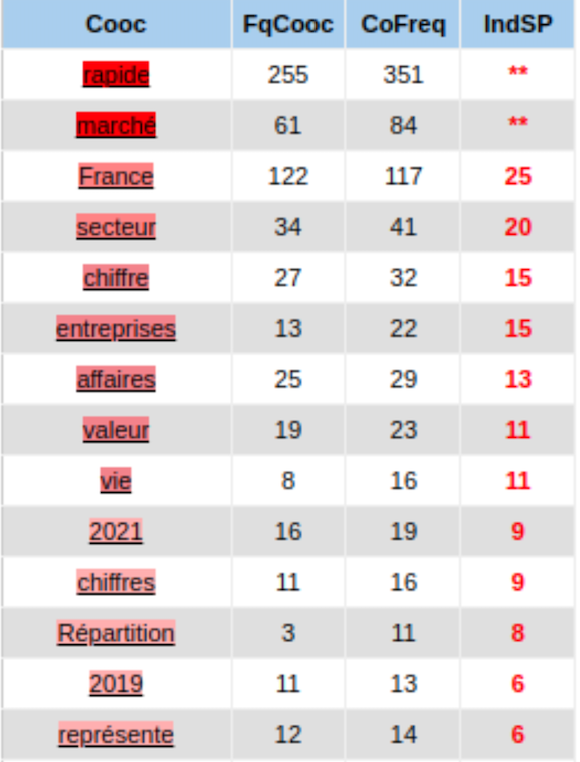 Cooc FqCooc CoFreq IndSP
rapide 255 351 **
marché 61 84 **
France 122 117 25
secteur 34 41 20
chiffre 27 32 15
entreprises 13 22 15
affaires 25 29 13
valeur 19 23 11
vie 8 16 11
2021 16 19 9
chiffres 11 16 9
Répartition 3 11 8
2019 11 13 6
représente 12 14 6